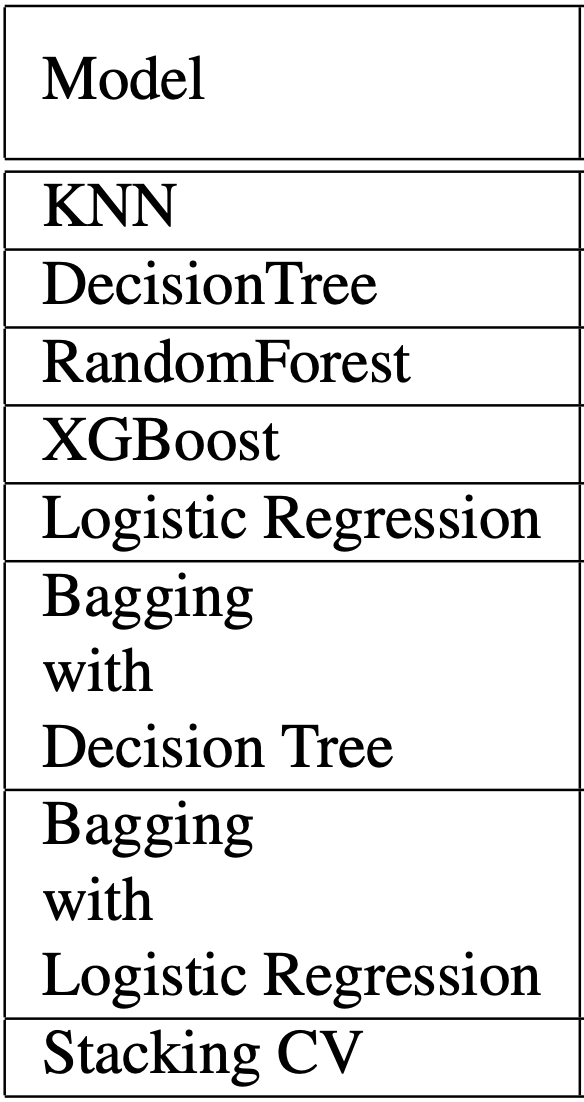 Model
KNN
DecisionTree
RandomForest
XGBoost
Logistic Regression
Bagging
with
Decision Tree
Bagging
with
Logistic Regression
Stacking CV